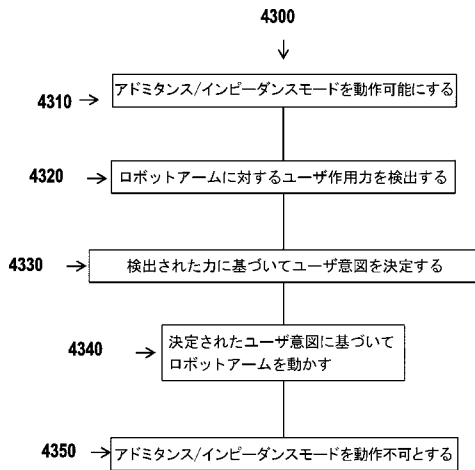 4300
4310
アドミタンス/インピーダンスモードを動作可能にする
4320
ロボットアームに対するユーザ作用力を検出する
4330
検出された力に基づいてユーザ意図を決定する
4340
決定されたユーザ意図に基づいて
ロボットアームを動かす
4350
アドミタンス/インピーダンスモードを動作不可とする